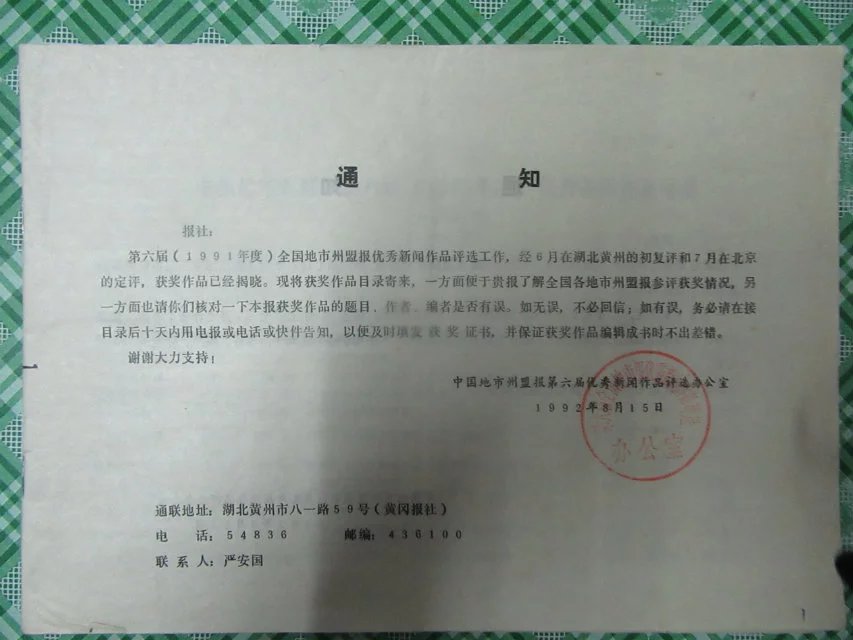 通 知
报社：
第六届（1991年度）全国地市州盟报优秀新闻作品评选工作，经6月在湖北黄州的初复评和7月在北京
的定评，获奖作品已经揭晓。现将获奖作品目录寄来，一方面便于贵报了解全国各地市州盟报参评获奖情况，另
一方面也请你们核对一下本报获奖作品的题目、作者、编者是否有误。如无误，不必回信；如有误，务必请在接
目录后十天内用电报或电话或快件告知，以便及时填发获奖证书，并保证获奖作品编辑成书时不出差错。
谢谢大力支持！
中国地市州盟报第六届优秀新闻作品评选办公室
1992年8月15日
办公室
通联地址：湖北黄州市八一路59号（黄冈报社）
电 话：54836 邮编：436100
联 系 人：严安国